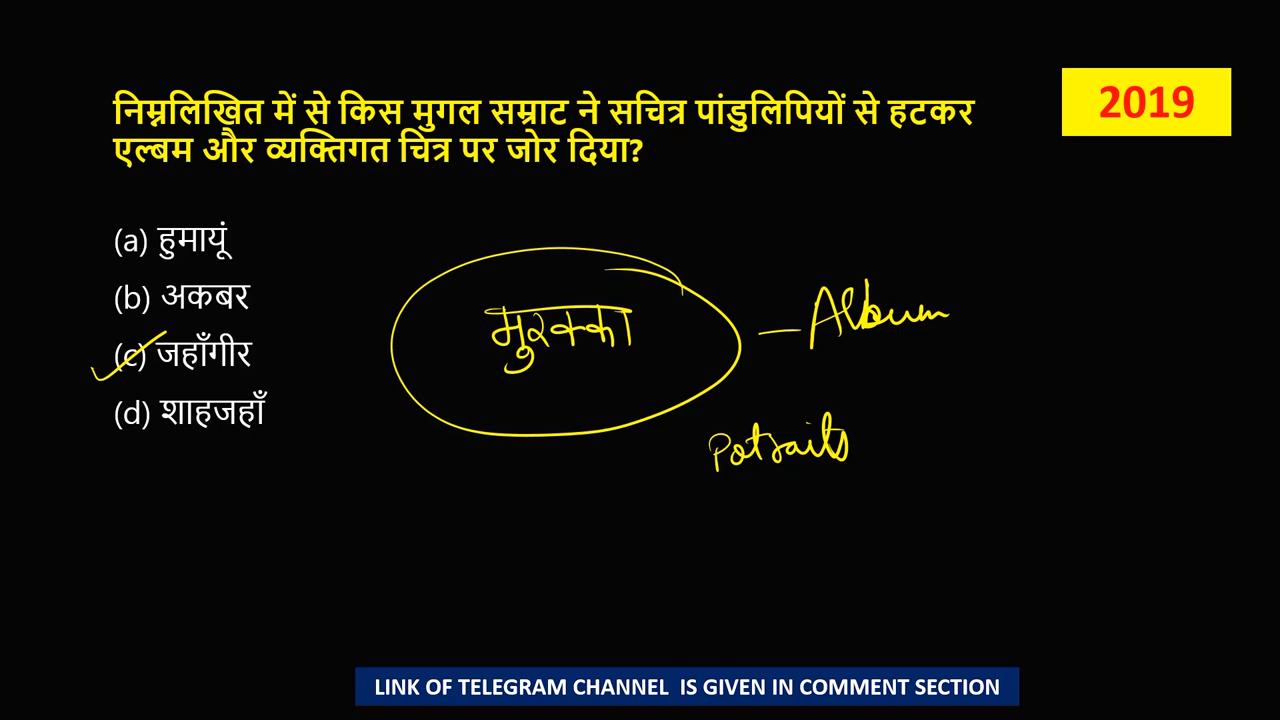 2019
निम्नलिखित में से किस मुगल सम्राट ने सचित्र पांडुलिपियों से हटकर
एल्बम और व्यक्तिगत चित्र पर जोर दिया?
(a) हुमायूं
(b) अकबर
(c) जहाँगीर
(d) शाहजहाँ
मुरक्का – Album
Potraits
LINK OF TELEGRAM CHANNEL IS GIVEN IN COMMENT SECTION